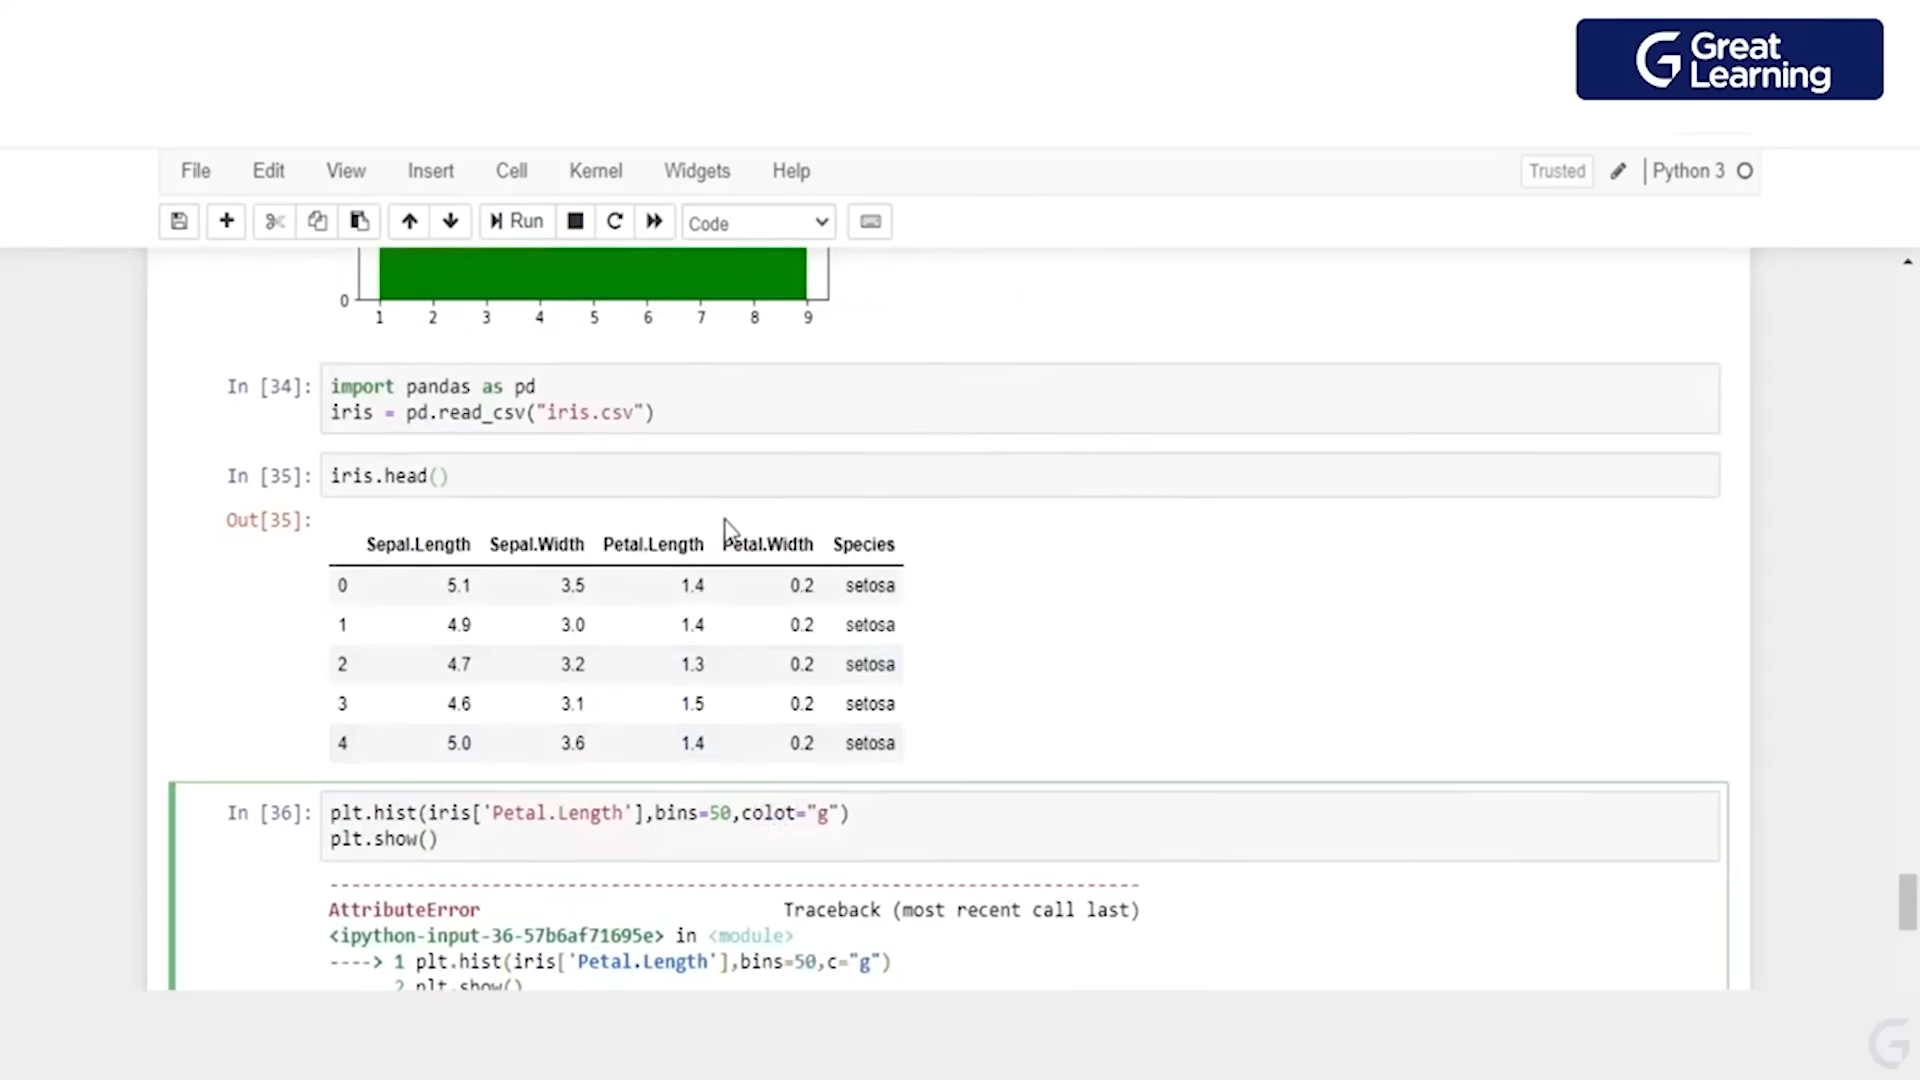 Great
Learning
File Edit View Insert Cell Kernel Widgets Help Trusted Python 3
Run Code
0
1 2 3 4 5 6 7 8 9
In [34]: import pandas as pd
iris = pd.read_csv("iris.csv")
In [35]: iris.head()
Out[35]:
Sepal.Length Sepal.Width Petal.Length Petal.Width Species
0 5.1 3.5 1.4 0.2 setosa
1 4.9 3.0 1.4 0.2 setosa
2 4.7 3.2 1.3 0.2 setosa
3 4.6 3.1 1.5 0.2 setosa
4 5.0 3.6 1.4 0.2 setosa
In [36]: plt.hist(iris['Petal.Length'],bins=50,colot="g")
plt.show()
---------------------------------------------------------------------------
AttributeError Traceback (most recent call last)
<ipython-input-36-57b6af71695e> in <module>
----> 1 plt.hist(iris['Petal.Length'],bins=50,c="g")
2 plt.show()